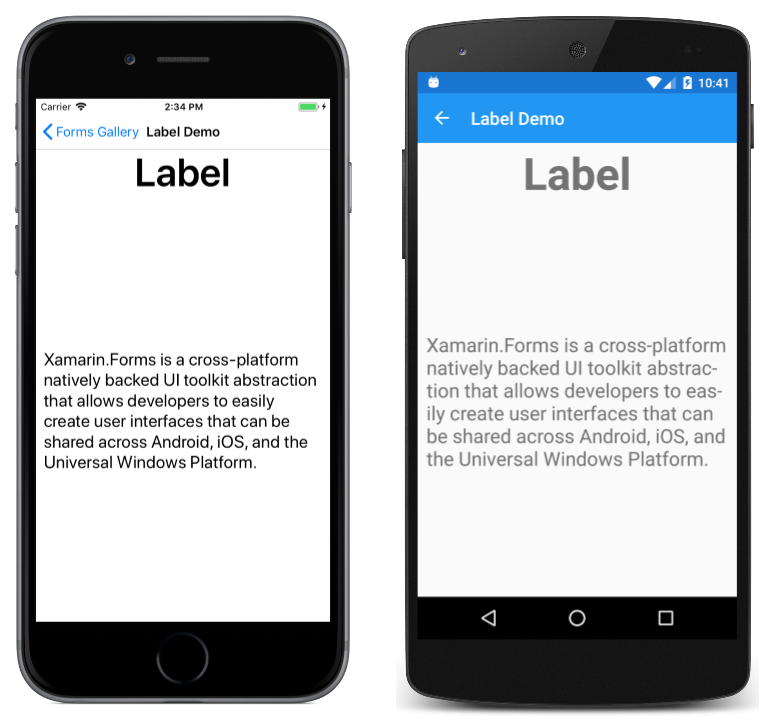 Carrier 2:34 PM
Forms Gallery Label Demo
Label
Xamarin.Forms is a cross-platform
natively backed UI toolkit abstraction
that allows developers to easily
create user interfaces that can be
shared across Android, iOS, and the
Universal Windows Platform.
10:41
Label Demo
Label
Xamarin.Forms is a cross-platform
natively backed UI toolkit abstrac-
tion that allows developers to eas-
ily create user interfaces that can
be shared across Android, iOS, and
the Universal Windows Platform.